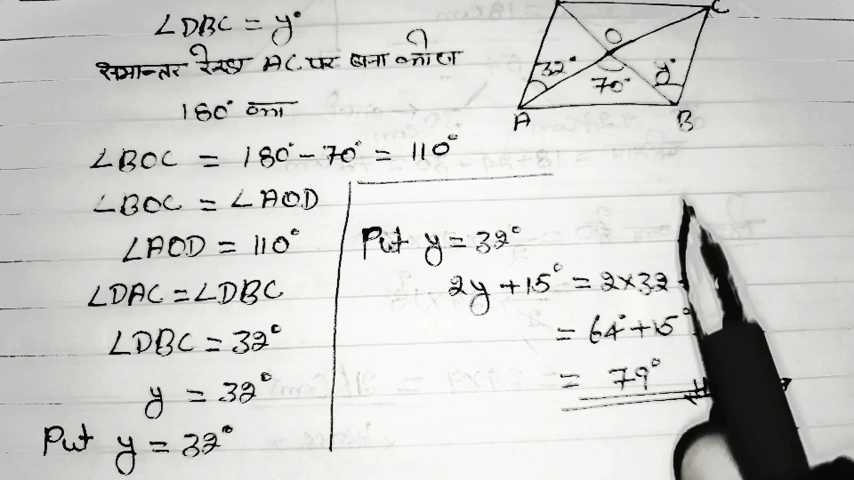 ∠DBC = y°
समान्तर रेखा AC पर बना कोण
180° का
∠BOC = 180° - 70° = 110°
∠BOC = ∠AOD
∠AOD = 110°
∠DAC = ∠DBC
∠DBC = 32°
y = 32°
Put y = 32°
Put y = 32°
2y + 15° = 2×32
= 64° + 15°
= 79°
C
O
32°
70°
y°
A
B